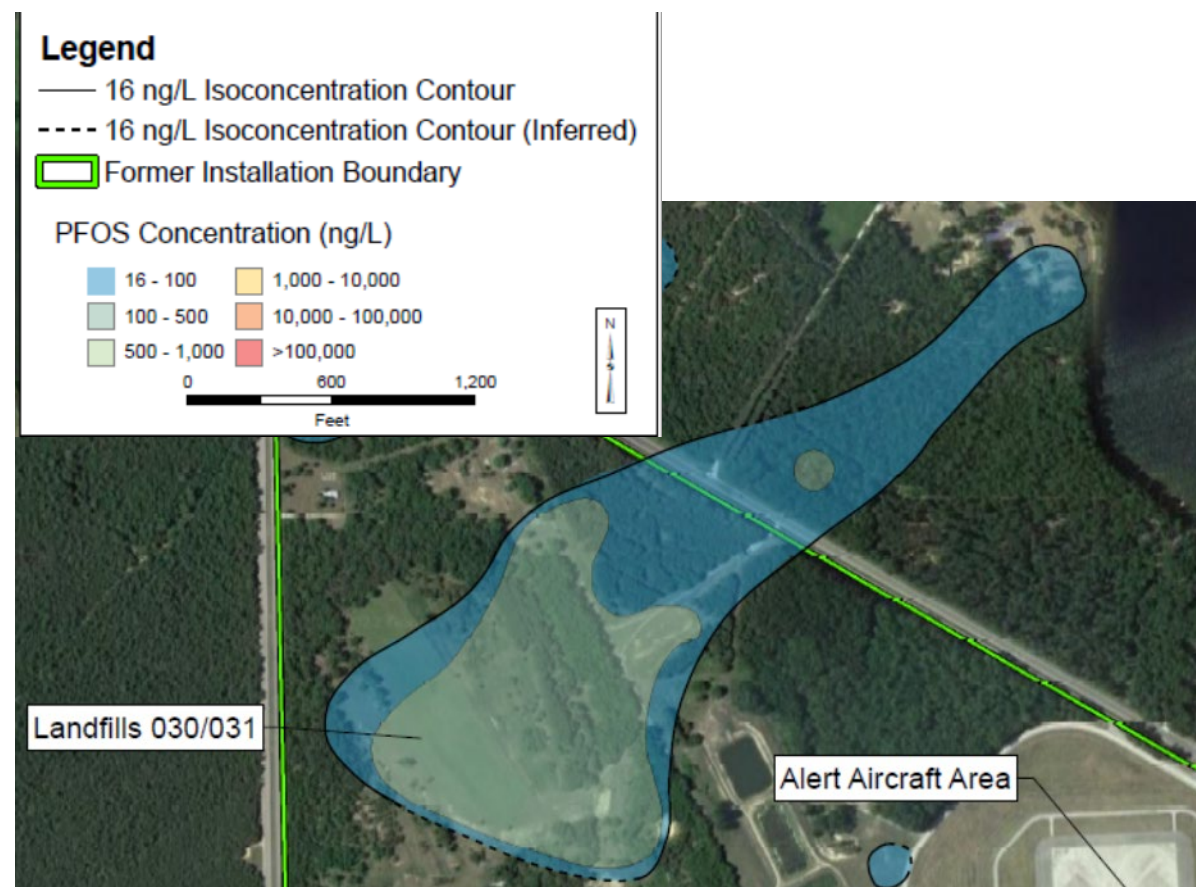 Legend
16 ng/L Isoconcentration Contour
16 ng/L Isoconcentration Contour (Inferred)
Former Installation Boundary
PFOS Concentration (ng/L)
16 - 100
1,000 - 10,000
100 - 500
10,000 - 100,000
500 - 1,000
>100,000
0 600 1,200
Feet
N
S
Landfills 030/031
Alert Aircraft Area